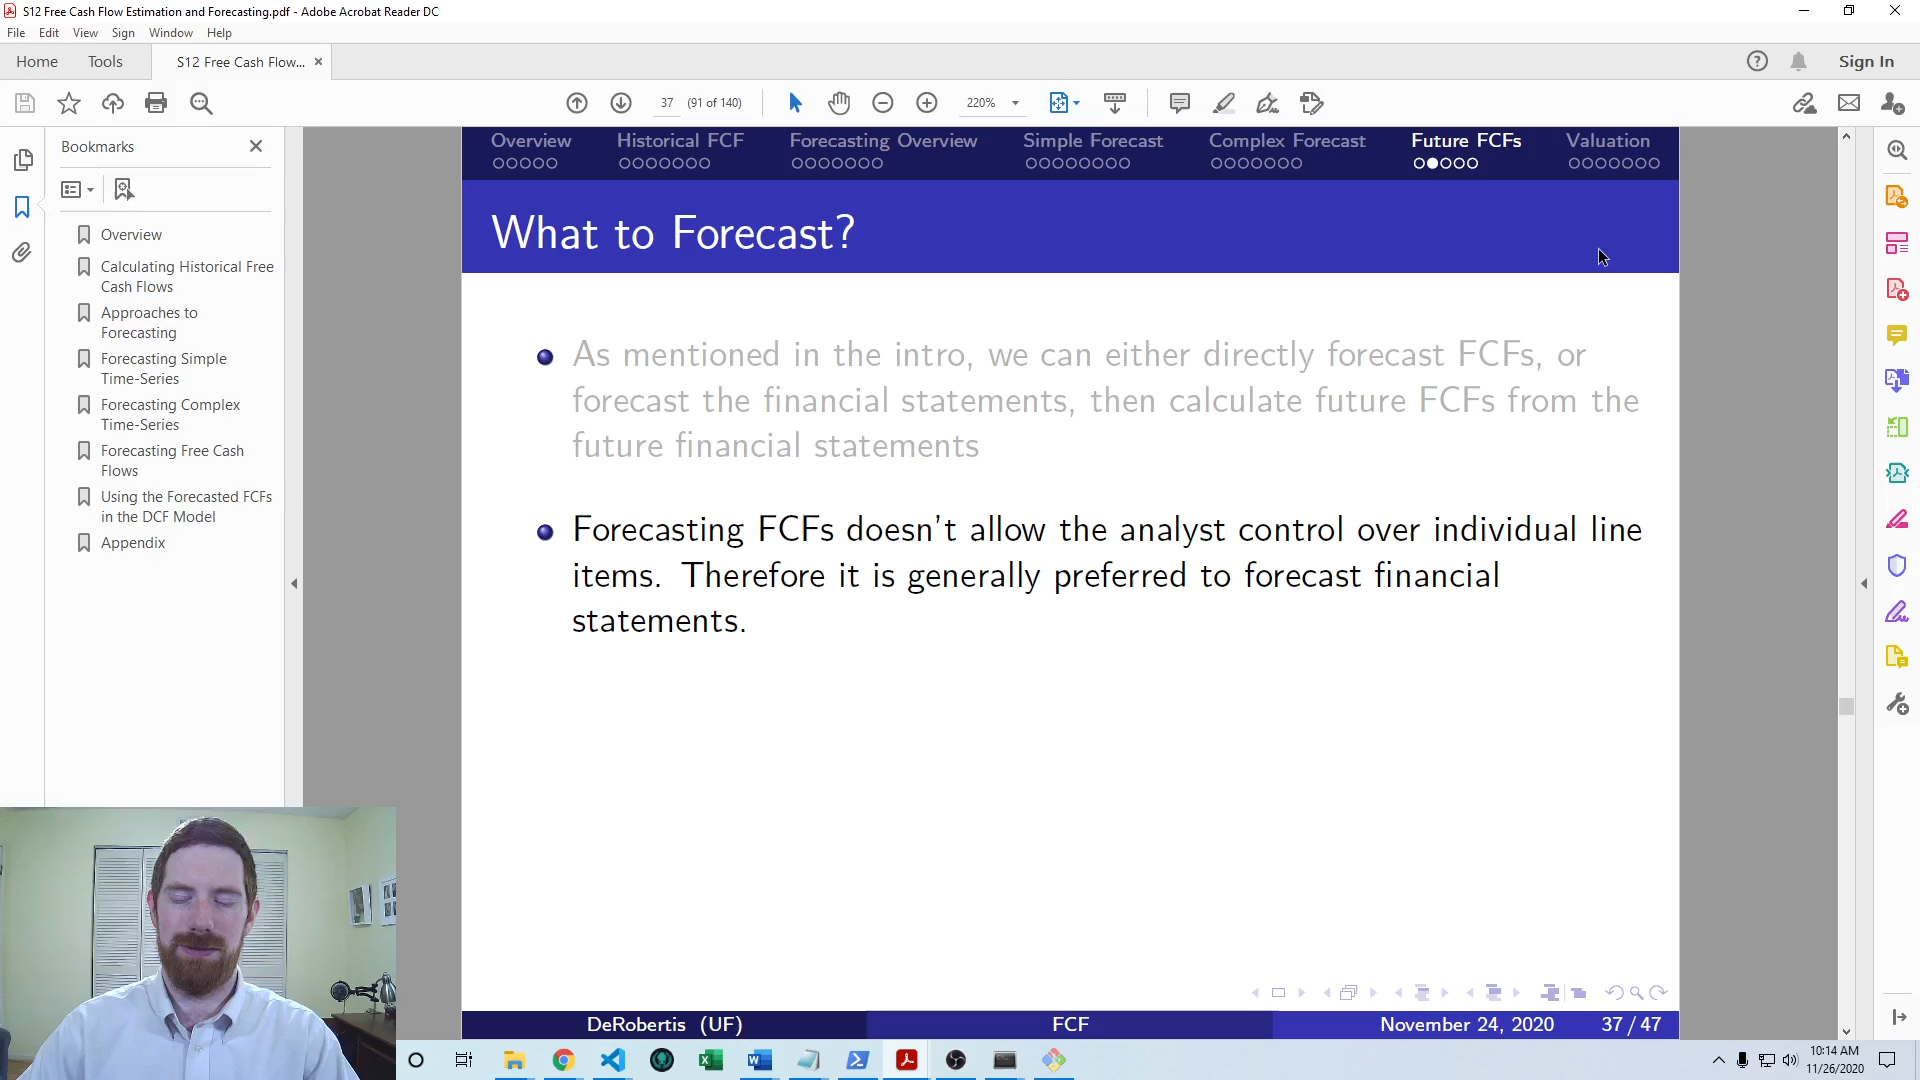 S12 Free Cash Flow Estimation and Forecasting.pdf - Adobe Acrobat Reader DC
File Edit View Sign Window Help
Home Tools S12 Free Cash Flow... × Sign In
37 (91 of 140) 220%
Bookmarks
Overview
Calculating Historical Free
Cash Flows
Approaches to
Forecasting
Forecasting Simple
Time-Series
Forecasting Complex
Time-Series
Forecasting Free Cash
Flows
Using the Forecasted FCFs
in the DCF Model
Appendix
Overview Historical FCF Forecasting Overview Simple Forecast Complex Forecast Future FCFs Valuation
What to Forecast?
As mentioned in the intro, we can either directly forecast FCFs, or
forecast the financial statements, then calculate future FCFs from the
future financial statements
Forecasting FCFs doesn't allow the analyst control over individual line
items. Therefore it is generally preferred to forecast financial
statements.
DeRobertis (UF) FCF November 24, 2020 37 / 47
10:14 AM
11/26/2020